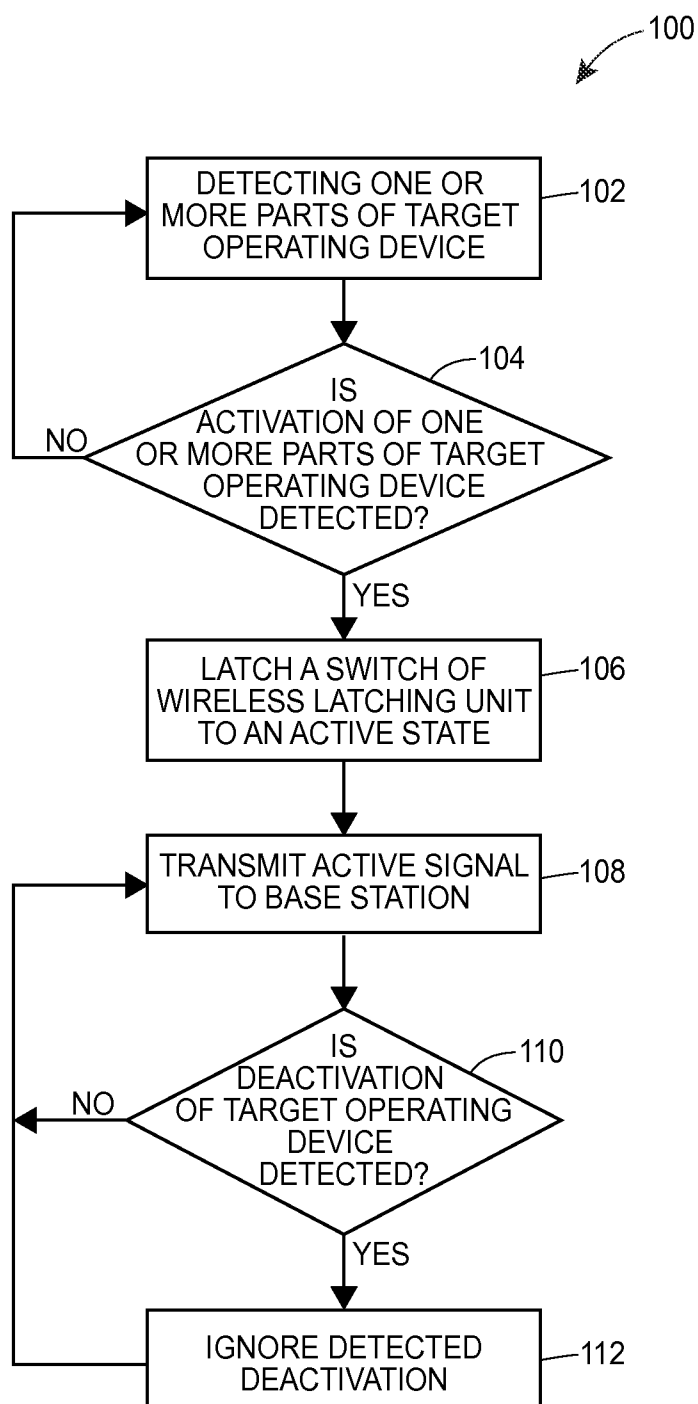 100
DETECTING ONE OR
MORE PARTS OF TARGET
OPERATING DEVICE
102
104
IS
ACTIVATION OF ONE
OR MORE PARTS OF TARGET
OPERATING DEVICE
DETECTED?
NO
YES
LATCH A SWITCH OF
WIRELESS LATCHING UNIT
TO AN ACTIVE STATE
106
TRANSMIT ACTIVE SIGNAL
TO BASE STATION
108
110
IS
DEACTIVATION
OF TARGET OPERATING
DEVICE
DETECTED?
NO
YES
IGNORE DETECTED
DEACTIVATION
112